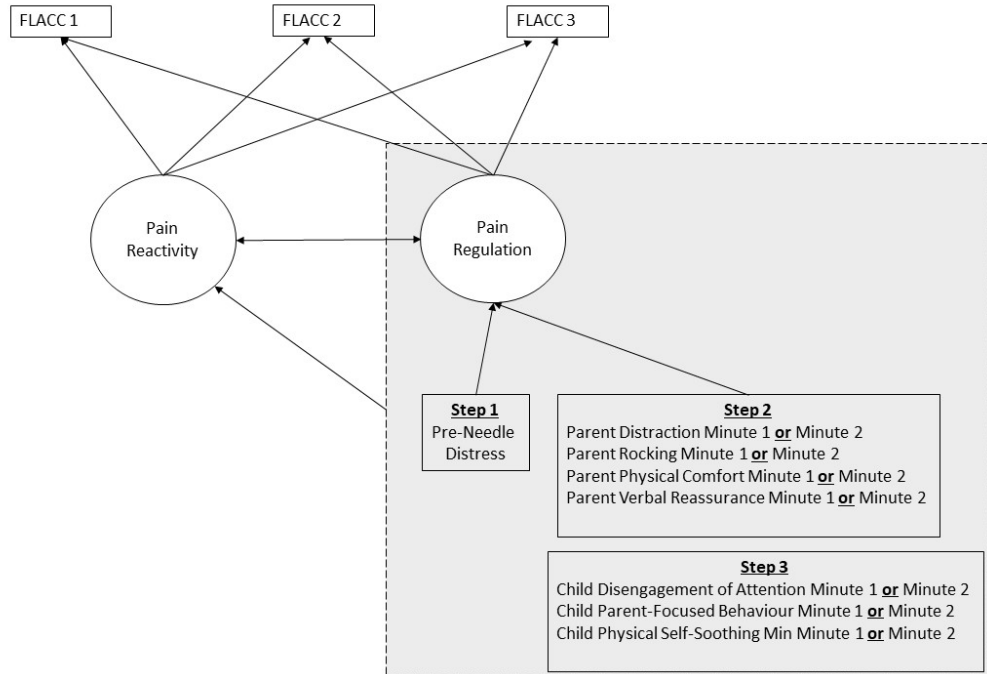 FLACC 1
FLACC 2
FLACC 3
Pain
Reactivity
Pain
Regulation
Step 1
Pre-Needle
Distress
Step 2
Parent Distraction Minute 1 or Minute 2
Parent Rocking Minute 1 or Minute 2
Parent Physical Comfort Minute 1 or Minute 2
Parent Verbal Reassurance Minute 1 or Minute 2
Step 3
Child Disengagement of Attention Minute 1 or Minute 2
Child Parent-Focused Behaviour Minute 1 or Minute 2
Child Physical Self-Soothing Min Minute 1 or Minute 2